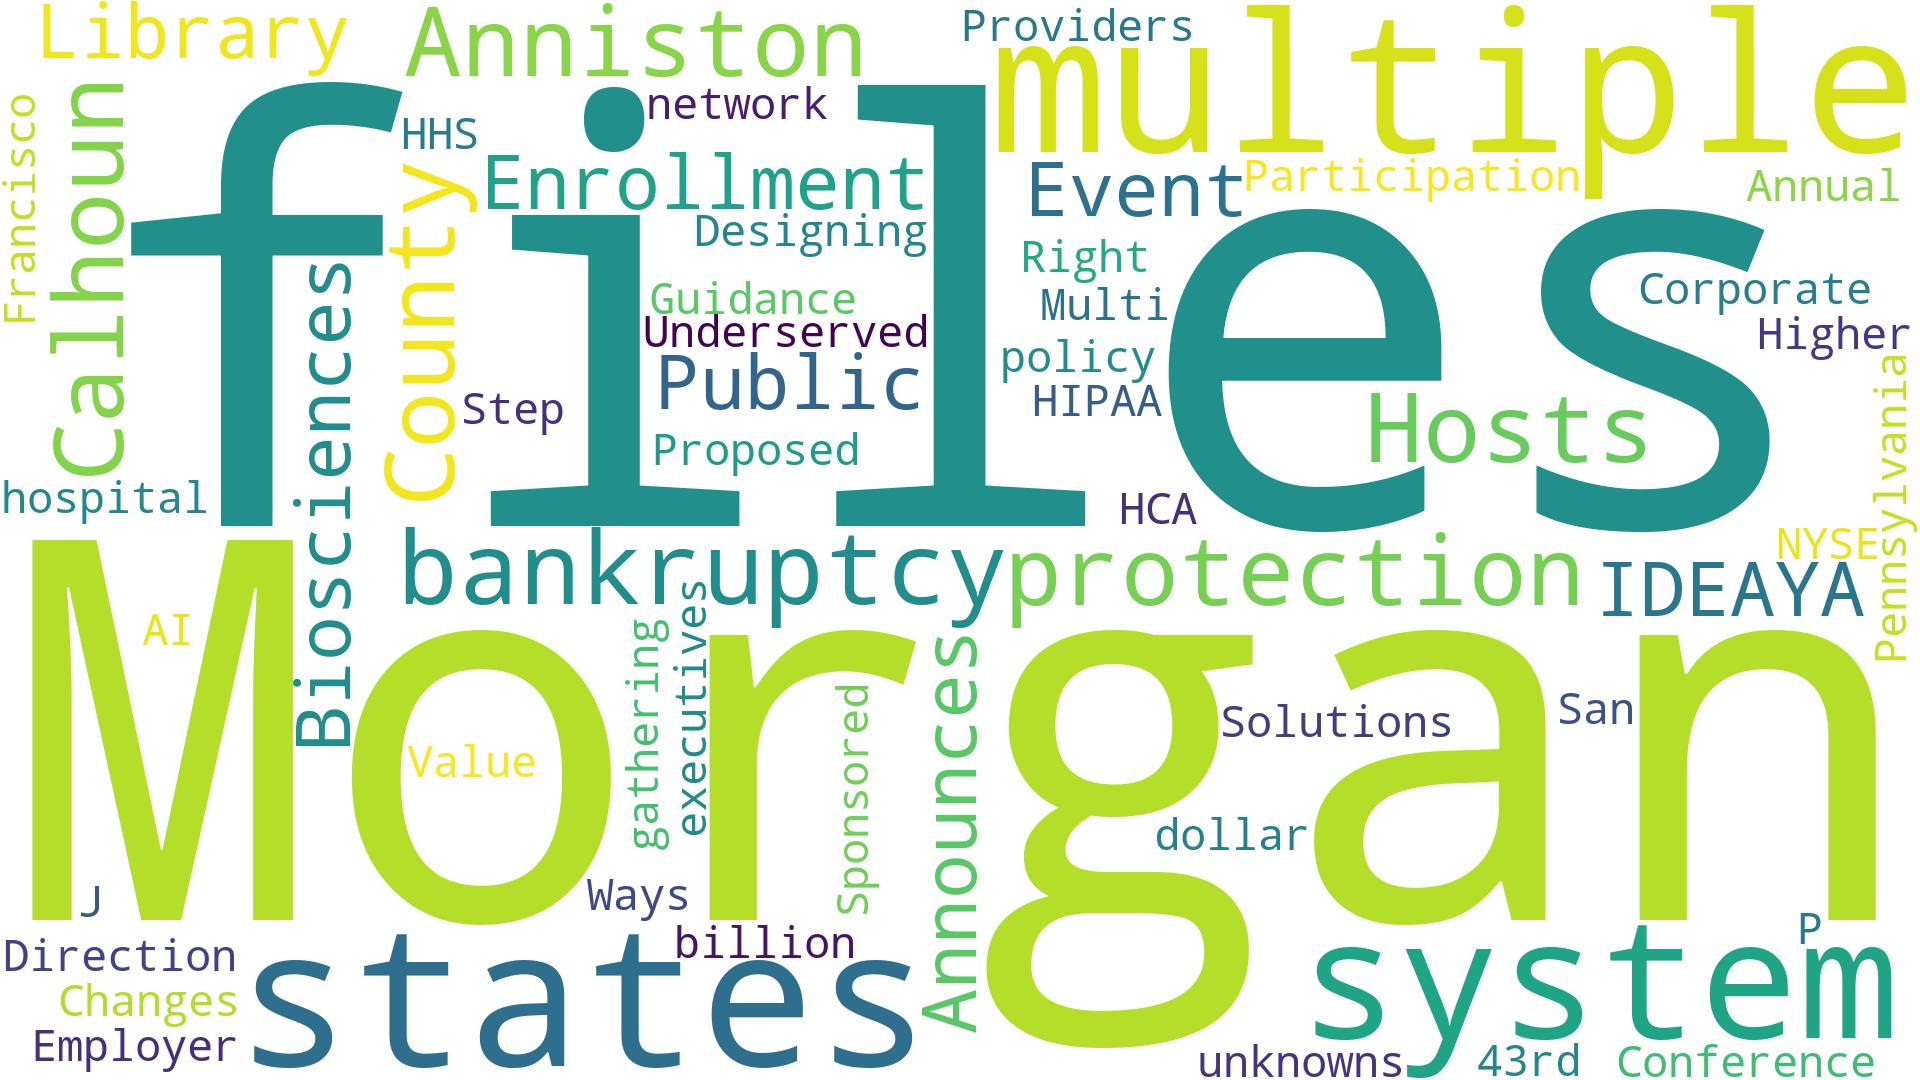 Library
Anniston
Providers
multiple
Francisco
Calhoun
files
network
HHS
County
Enrollment
Event
Participation
Annual
Designing
Right
Biosciences
Guidance
Multi
Corporate
Underserved
Higher
Public
policy
Pennsylvania
Step
HIPAA
Hosts
Proposed
hospital
HCA
bankruptcy
protection
NYSE
IDEAYA
Morgan
AI
gathering
executives
Announces
Sponsored
Solutions
San
Value
dollar
J
Ways
P
Direction
states
billion
system
Changes
Employer
unknowns
43rd
Conference